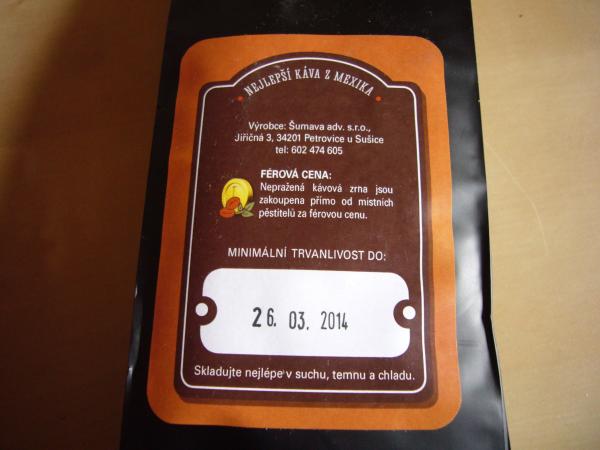 NEJLEPŠÍ KÁVA Z MEXIKA
Výrobce: Šumava adv. s.r.o.,
Jiřičná 3, 34201 Petrovice u Sušice
tel: 602 474 605
FÉROVÁ CENA:
Nepražená kávová zrna jsou
zakoupena přímo od místních
pěstitelů za férovou cenu.
MINIMÁLNÍ TRVANLIVOST DO:
26. 03. 2014
Skladujte nejlépe v suchu, temnu a chladu.